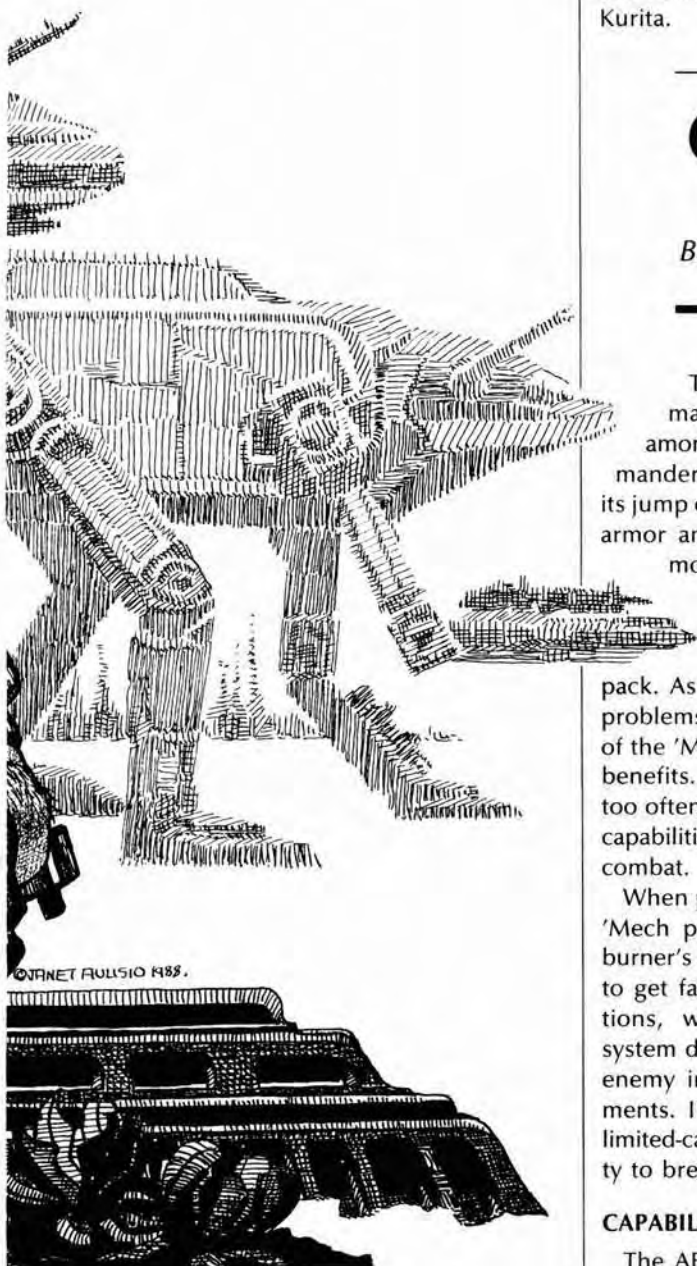 Kurita.
B
T
ma
amor
mander
its jump c
armor ar
mo
pack. As
problems
of the 'M
benefits.
too often
capabiliti
combat.
When p
'Mech p
burner's
to get fa
tions, w
system d
enemy ir
ments. I
limited-ca
ty to bre
CAPABIL
The AF
©JANET AULISIO 1988.